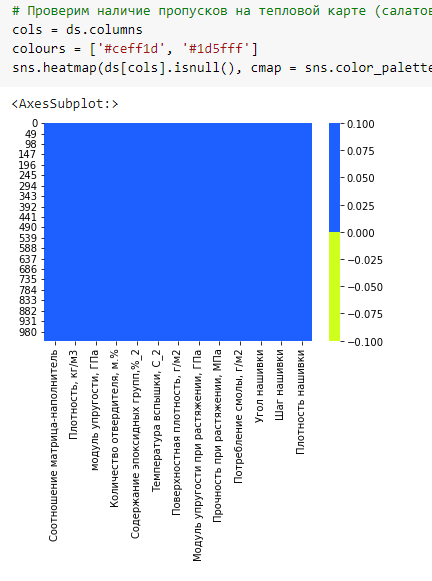 # Проверим наличие пропусков на тепловой карте (салатов
cols = ds.columns
colours = ['#ceff1d', '#1d5fff']
sns.heatmap(ds[cols].isnull(), cmap = sns.color_palette
<AxesSubplot:>
0
49
98
147
196
245
294
343
392
441
490
539
588
637
686
735
784
833
882
931
980
0.100
0.075
0.050
0.025
0.000
−0.025
−0.050
−0.075
−0.100
Соотношение матрица-наполнитель
Плотность, кг/м3
модуль упругости, ГПа
Количество отвердителя, м.%
Содержание эпоксидных групп,%_2
Температура вспышки, С_2
Поверхностная плотность, г/м2
Модуль упругости при растяжении, ГПа
Прочность при растяжении, МПа
Потребление смолы, г/м2
Угол нашивки
Шаг нашивки
Плотность нашивки